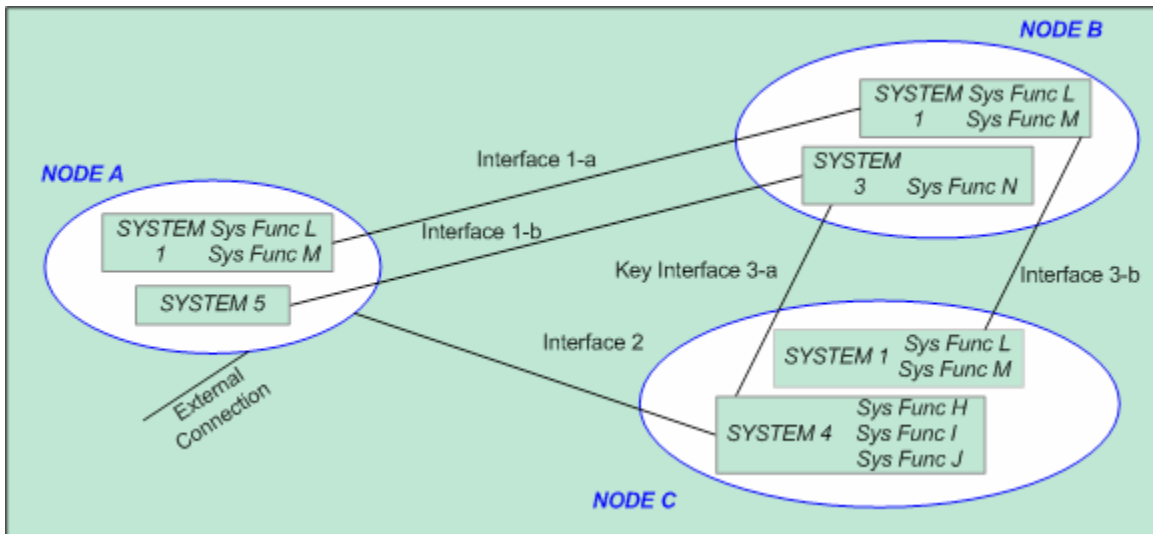 NODE B
SYSTEM Sys Func L
1 Sys Func M
Interface 1-a
SYSTEM
3 Sys Func N
NODE A
SYSTEM Sys Func L
1 Sys Func M
Interface 1-b
Key Interface 3-a
Interface 3-b
SYSTEM 5
Interface 2
SYSTEM 1 Sys Func L
Sys Func M
External
Connection
Sys Func H
SYSTEM 4 Sys Func I
Sys Func J
NODE C